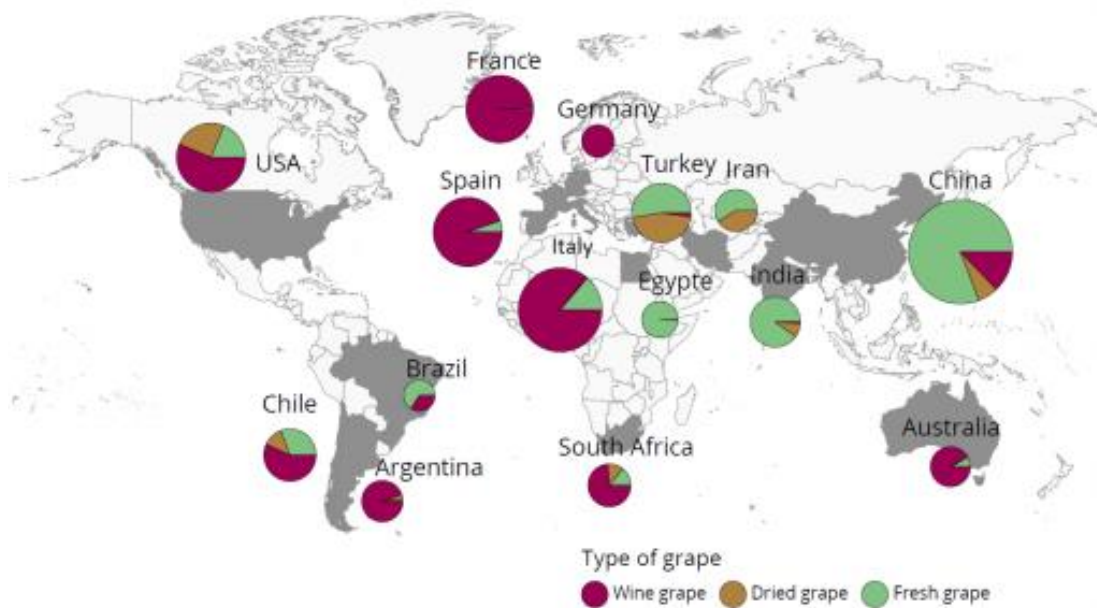 France
Germany
USA
Turkey
Iran
Spain
China
Italy
Egypte
India
Brazil
Chile
Australia
South Africa
Argentina
Type of grape
Wine grape
Dried grape
Fresh grape